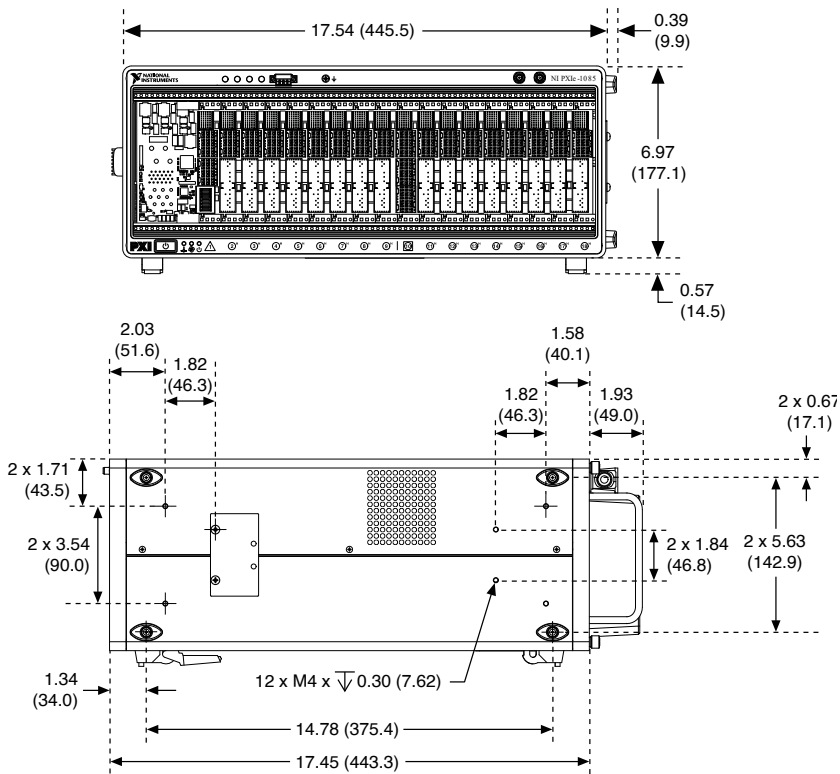 17.54 (445.5)
0.39
(9.9)
NATIONAL
INSTRUMENTS
NI PXIe-1085
6.97
(177.1)
PXI
0.57
(14.5)
2.03
(51.6)
1.82
(46.3)
1.58
(40.1)
1.82
(46.3)
1.93
(49.0)
2 x 0.67
(17.1)
2 x 1.71
(43.5)
2 x 3.54
(90.0)
2 x 1.84
(46.8)
2 x 5.63
(142.9)
12 x M4 x ↧ 0.30 (7.62)
1.34
(34.0)
14.78 (375.4)
17.45 (443.3)